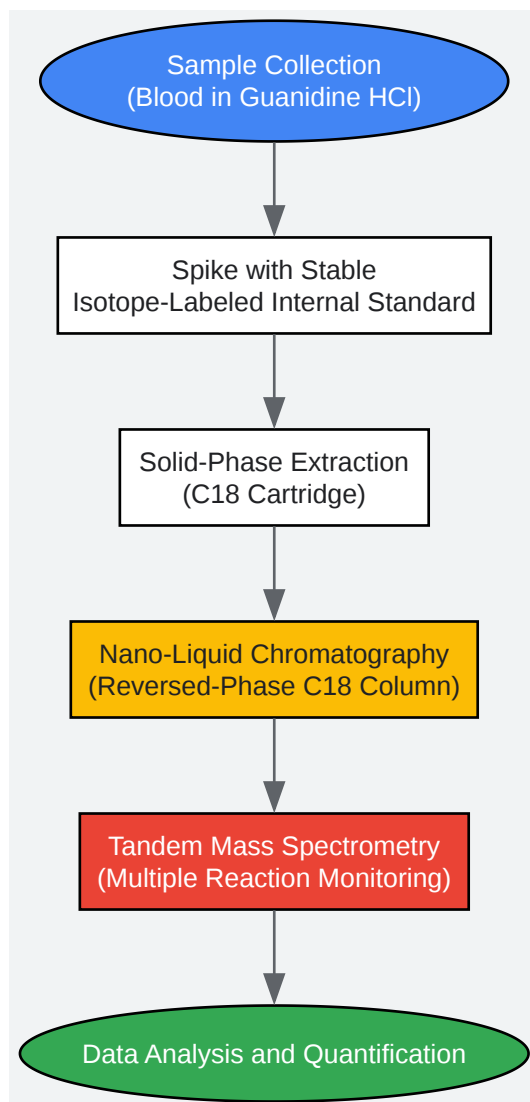 Sample Collection
(Blood in Guanidine HCl)
Spike with Stable
Isotope-Labeled Internal Standard
Solid-Phase Extraction
(C18 Cartridge)
Nano-Liquid Chromatography
(Reversed-Phase C18 Column)
Tandem Mass Spectrometry
(Multiple Reaction Monitoring)
Data Analysis and Quantification